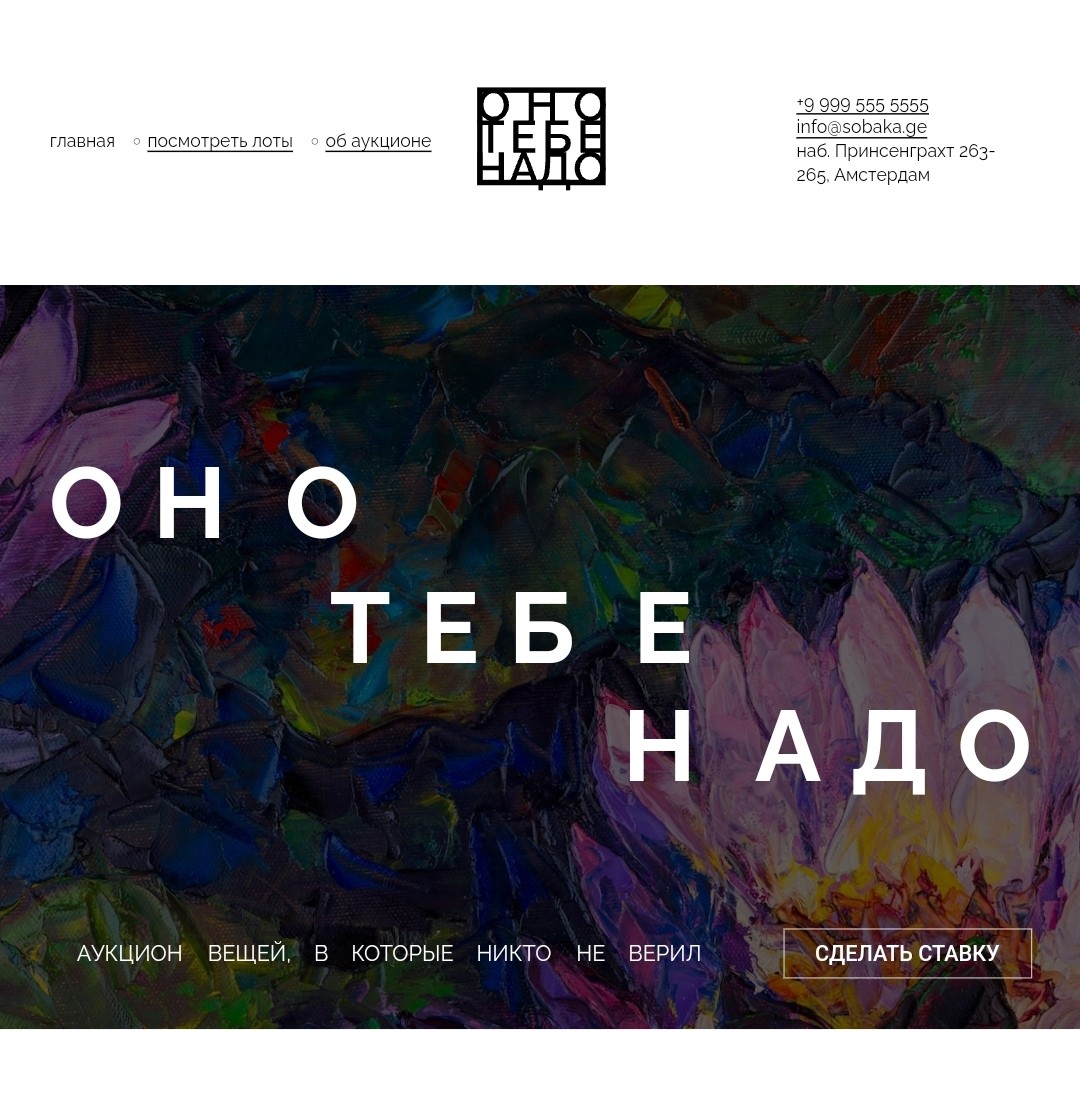 главная
посмотреть лоты
об аукционе
ОНО
ТЕБЕ
НАДО
+9 999 555 5555
info@sobaka.ge
наб. Принсенграхт 263-
265, Амстердам
ОНО
ТЕБЕ
НАДО
АУКЦИОН ВЕЩЕЙ, В КОТОРЫЕ НИКТО НЕ ВЕРИЛ
СДЕЛАТЬ СТАВКУ